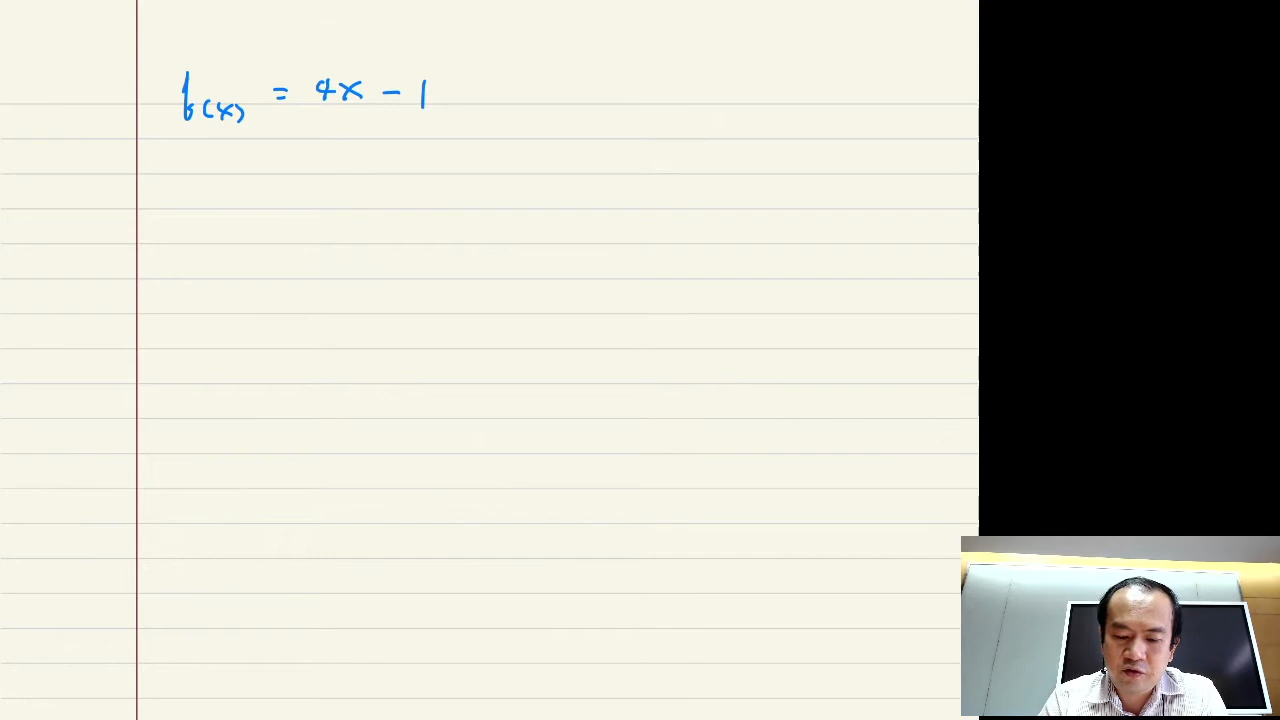 f(x) = 4x - 1